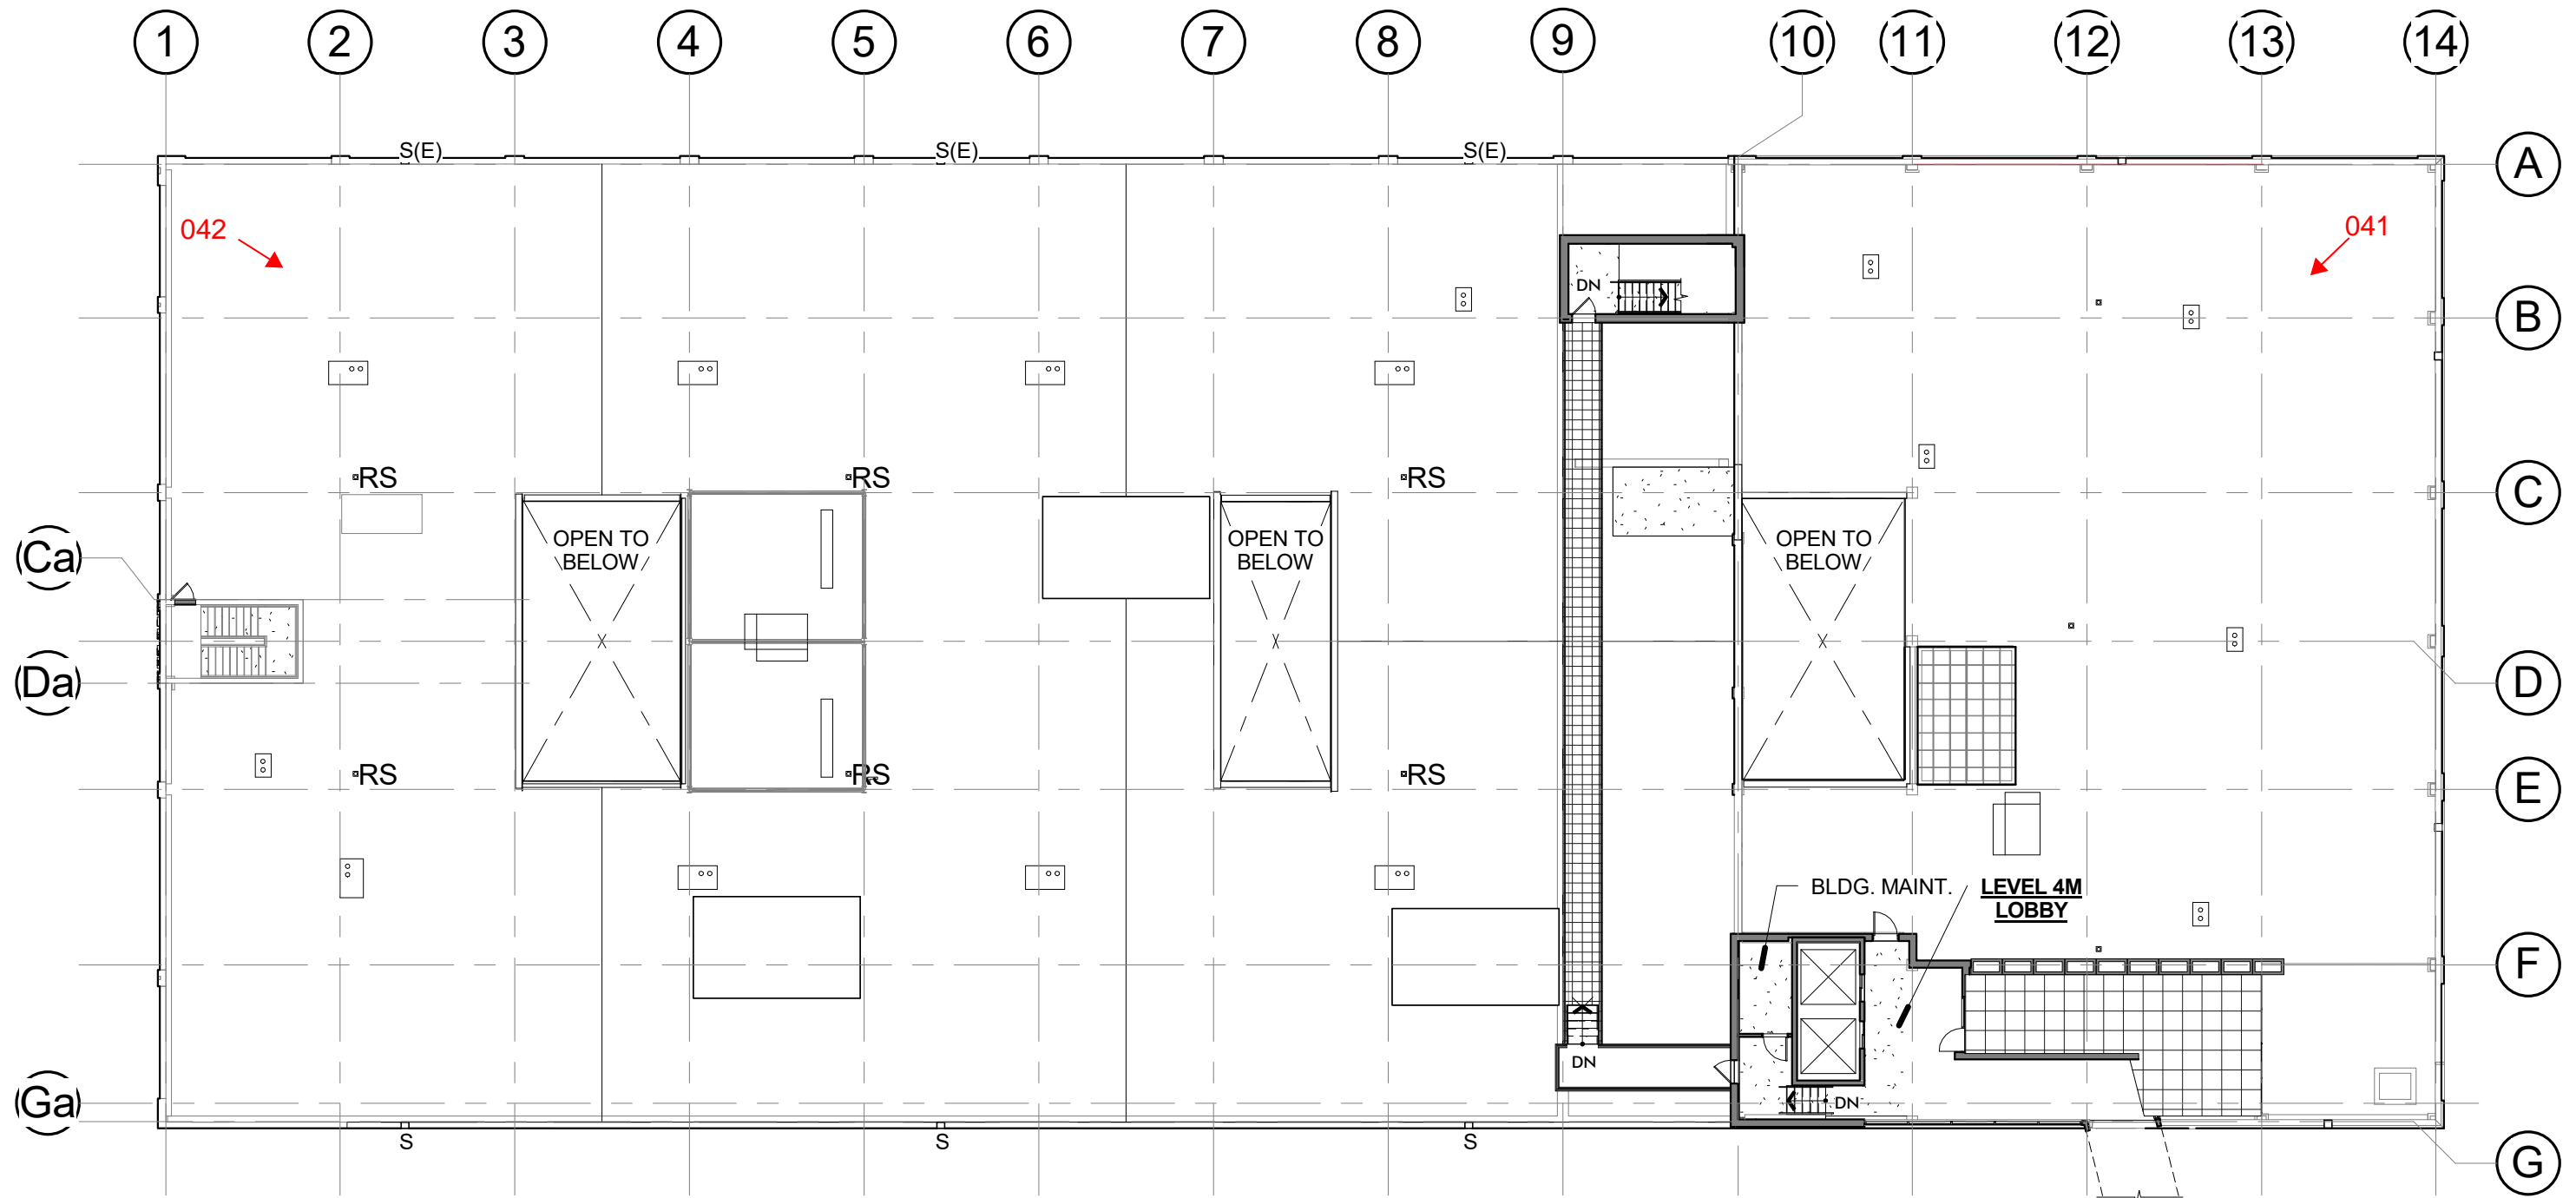 1 2 3 4 5 6 7 8 9 10 11 12 13 14
S(E) S(E) S(E)
A
042
041
DN
B
RS RS RS
C
OPEN TO
BELOW
OPEN TO
BELOW
OPEN TO
BELOW
Ca
Da
D
RS RS RS
E
BLDG. MAINT.
LEVEL 4M
LOBBY
F
DN
DN
Ga
S S S
G